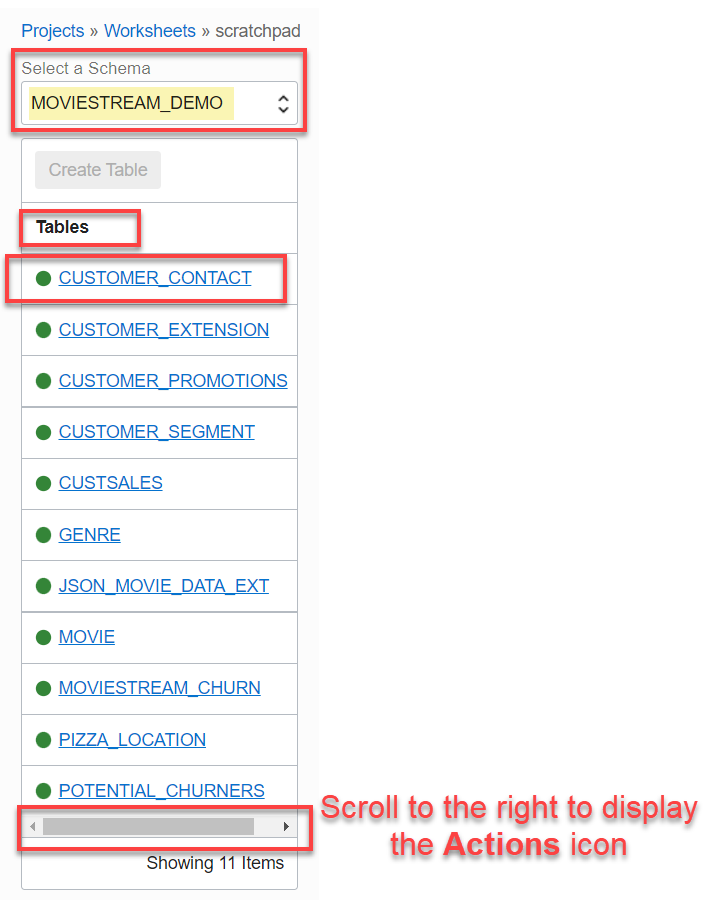 Projects » Worksheets » scratchpad
Select a Schema
MOVIESTREAM_DEMO
Create Table
Tables
CUSTOMER_CONTACT
CUSTOMER_EXTENSION
CUSTOMER_PROMOTIONS
CUSTOMER_SEGMENT
CUSTSALES
GENRE
JSON_MOVIE_DATA_EXT
MOVIE
MOVIESTREAM_CHURN
PIZZA_LOCATION
POTENTIAL_CHURNERS
Scroll to the right to display
the Actions icon
Showing 11 Items